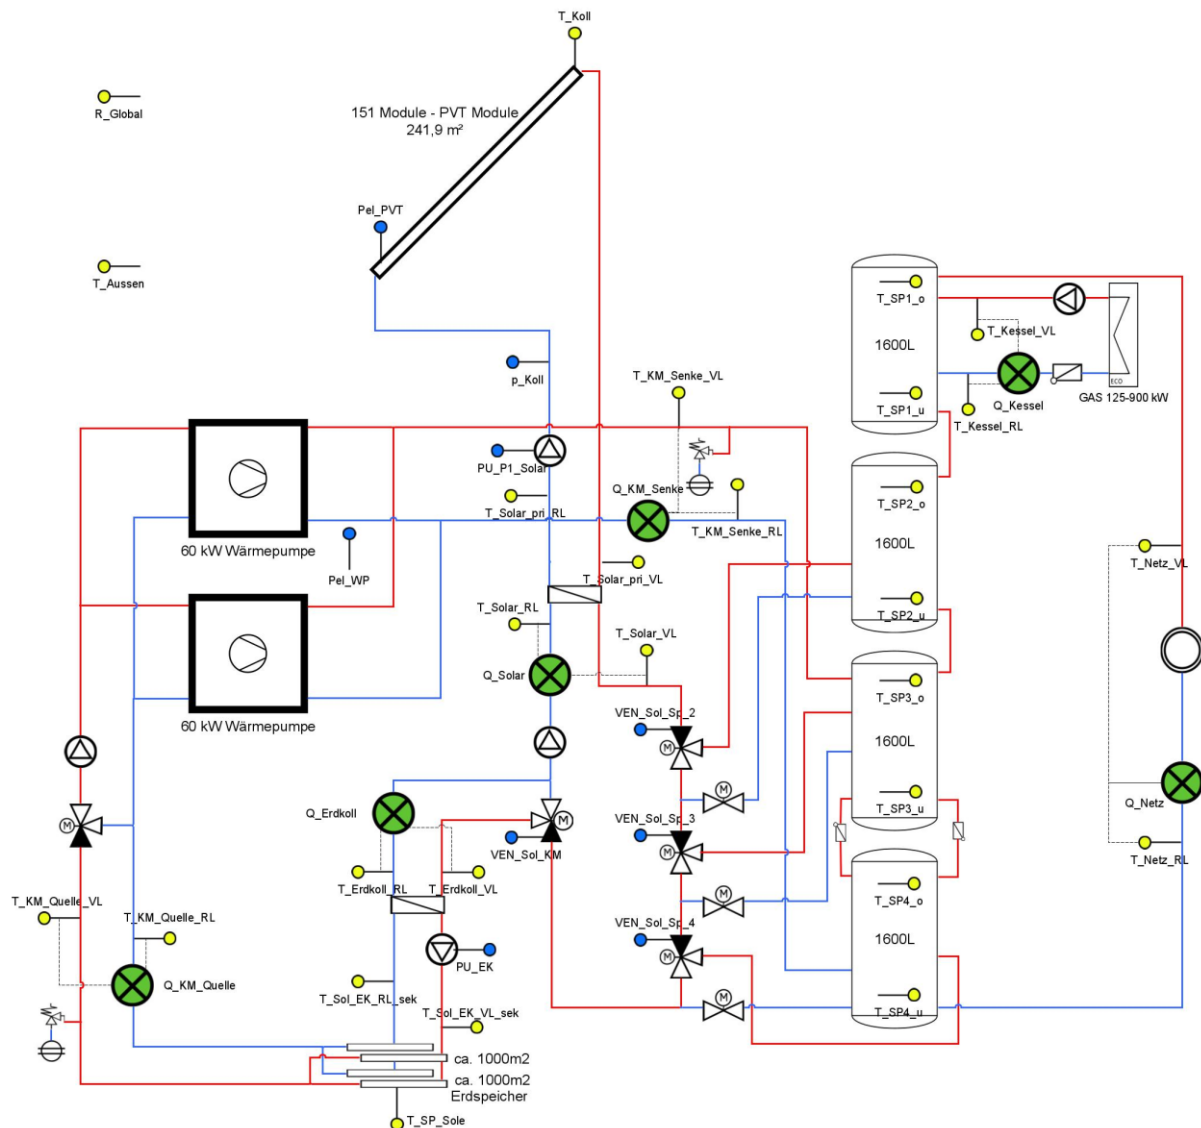 T_Koll
R_Global
151 Module - PVT Module
241,9 m²
Pel_PVT
T_Aussen
T_SP1_o
T_Kessel_VL
1600L
p_Koll
T_KM_Senke_VL
ECO
T_SP1_u
Q_Kessel
GAS 125-900 kW
T_Kessel_RL
PU_P1_Solar
Q_KM_Senke
T_SP2_o
T_Solar_pri_RL
T_KM_Senke_RL
60 kW Wärmepumpe
1600L
Pel_WP
T_Netz_VL
T_Solar_pri_VL
T_Solar_RL
T_SP2_u
T_Solar_VL
Q_Solar
T_SP3_o
60 kW Wärmepumpe
VEN_Sol_Sp_2
M
1600L
M
Q_Erdkoll
T_SP3_u
Q_Netz
M
M
VEN_Sol_KM
VEN_Sol_Sp_3
M
T_Erdkoll_RL
T_Erdkoll_VL
T_Netz_RL
M
T_KM_Quelle_VL
T_KM_Quelle_RL
T_SP4_o
VEN_Sol_Sp_4
1600L
PU_EK
M
Q_KM_Quelle
T_Sol_EK_RL_sek
M
T_Sol_EK_VL_sek
T_SP4_u
ca. 1000m2
ca. 1000m2
Erdspeicher
T_SP_Sole